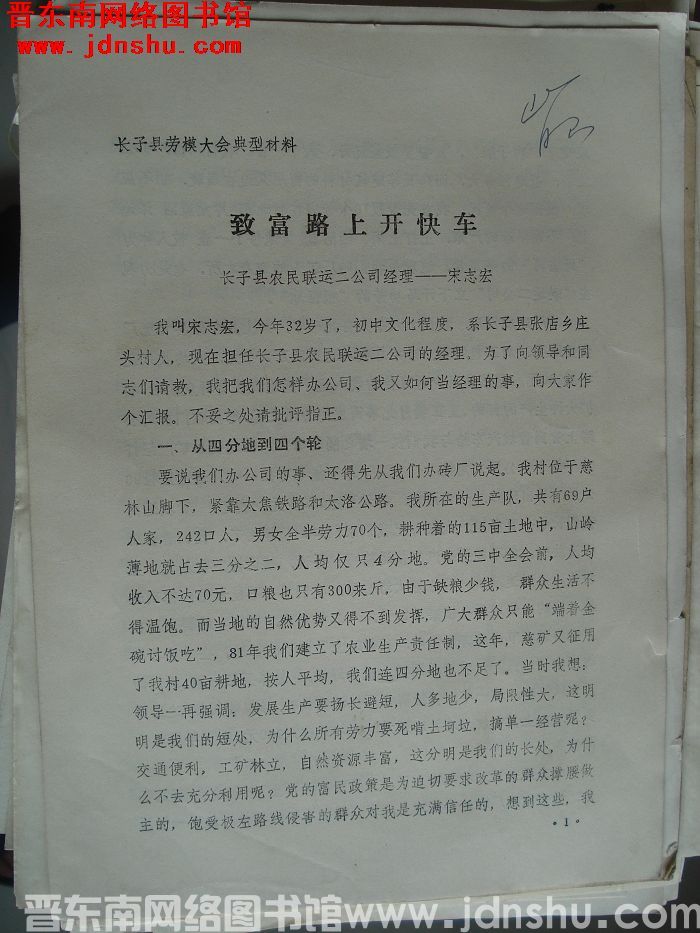 晋东南网络图书馆
www.jdnshu.com
长子县劳模大会典型材料
致富路上开快车
长子县农民联运二公司经理——宋志宏
我叫宋志宏，今年32岁了，初中文化程度，系长子县张店乡庄
头村人，现在担任长子县农民联运二公司的经理。为了向领导和同
志们请教，我把我们怎样办公司、我又如何当经理的事，向大家作
个汇报。不妥之处请批评指正。
一、从四分地到四个轮
要说我们办公司的事、还得先从我们办砖厂说起。我村位于慈
林山脚下，紧靠太焦铁路和太洛公路。我所在的生产队，共有69户
人家，242口人，男女全半劳力70个，耕种着的115亩土地中，山岭
薄地就占去三分之二，人均仅只4分地。党的三中全会前，人均
收入不达70元，口粮也只有300来斤，由于缺粮少钱，群众生活不
得温饱。而当地的自然优势又得不到发挥，广大群众只能“端着金
碗讨饭吃”，81年我们建立了农业生产责任制，这年，慈矿又征用
了我村40亩耕地，按人平均，我们连四分地也不足了。当时我想：
领导一再强调：发展生产要扬长避短，人多地少，局限性大，这明
明是我们的短处，为什么所有劳力要死啃土坷垃，搞单一经营呢？
交通便利，工矿林立，自然资源丰富，这分明是我们的长处，为什
么不去充分利用呢？党的富民政策是为迫切要求改革的群众撑腰做
主的，饱受极左路线侵害的群众对我是充满信任的，想到这些，我
·1·
晋东南网络图书馆www.jdnshu.com